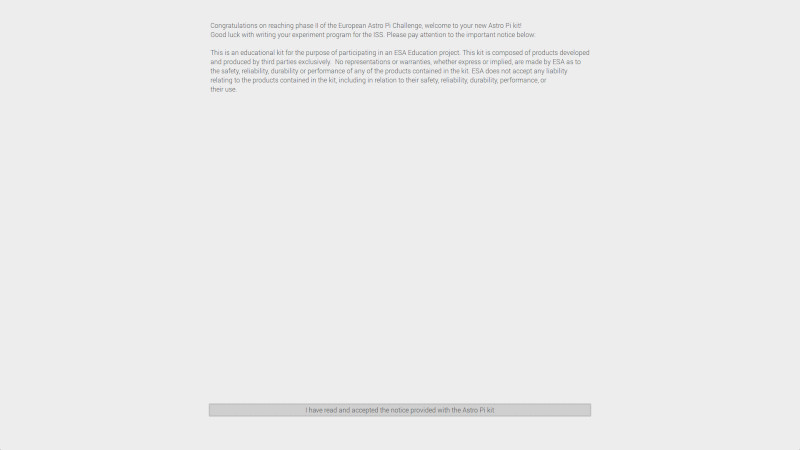 Congratulations on reaching phase II of the European Astro Pi Challenge, welcome to your new Astro Pi kit!
Good luck with writing your experiment program for the ISS. Please pay attention to the important notice below:
This is an educational kit for the purpose of participating in an ESA Education project. This kit is composed of products developed
and produced by third parties exclusively.  No representations or warranties, whether express or implied, are made by ESA as to
the safety, reliability, durability or performance of any of the products contained in the kit. ESA does not accept any liability
relating to the products contained in the kit, including in relation to their safety, reliability, durability, performance, or
their use.
I have read and accepted the notice provided with the Astro Pi kit